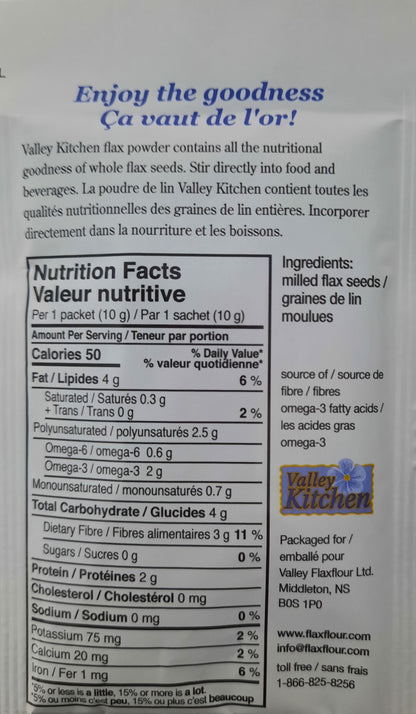 L
Enjoy the goodness
Ça vaut de l'or!
Valley Kitchen flax powder contains all the nutritional
goodness of whole flax seeds. Stir directly into food and
beverages. La poudre de lin Valley Kitchen contient toutes les
qualités nutritionnelles des graines de lin entières. Incorporer
directement dans la nourriture et les boissons.
Nutrition Facts
Valeur nutritive
Per 1 packet (10 g) / Par 1 sachet (10 g)
Amount Per Serving / Teneur par portion
Calories 50 % Daily Value*
% valeur quotidienne*
Fat / Lipides 4 g 6 %
Saturated / Saturés 0.3 g
+ Trans / Trans 0 g 2 %
Polyunsaturated / polyunsaturés 2.5 g
Omega-6 / omega-6 0.6 g
Omega-3 / omega-3 2 g
Monounsaturated / monounsaturés 0.7 g
Total Carbohydrate / Glucides 4 g
Dietary Fibre / Fibres alimentaires 3 g 11 %
Sugars / Sucres 0 g 0 %
Protein / Protéines 2 g
Cholesterol / Cholestérol 0 mg
Sodium / Sodium 0 mg 0 %
Potassium 75 mg 2 %
Calcium 20 mg 2 %
Iron / Fer 1 mg 6 %
*5% or less is a little, 15% or more is a lot.
*5% ou moins c'est peu, 15% ou plus c'est beaucoup
Ingredients:
milled flax seeds /
graines de lin
moulues
source of / source de
fibre / fibres
omega-3 fatty acids /
les acides gras
omega-3
Valley
Kitchen
Packaged for /
emballé pour
Valley Flaxflour Ltd.
Middleton, NS
B0S 1P0
www.flaxflour.com
info@flaxflour.com
toll free / sans frais
1-866-825-8256